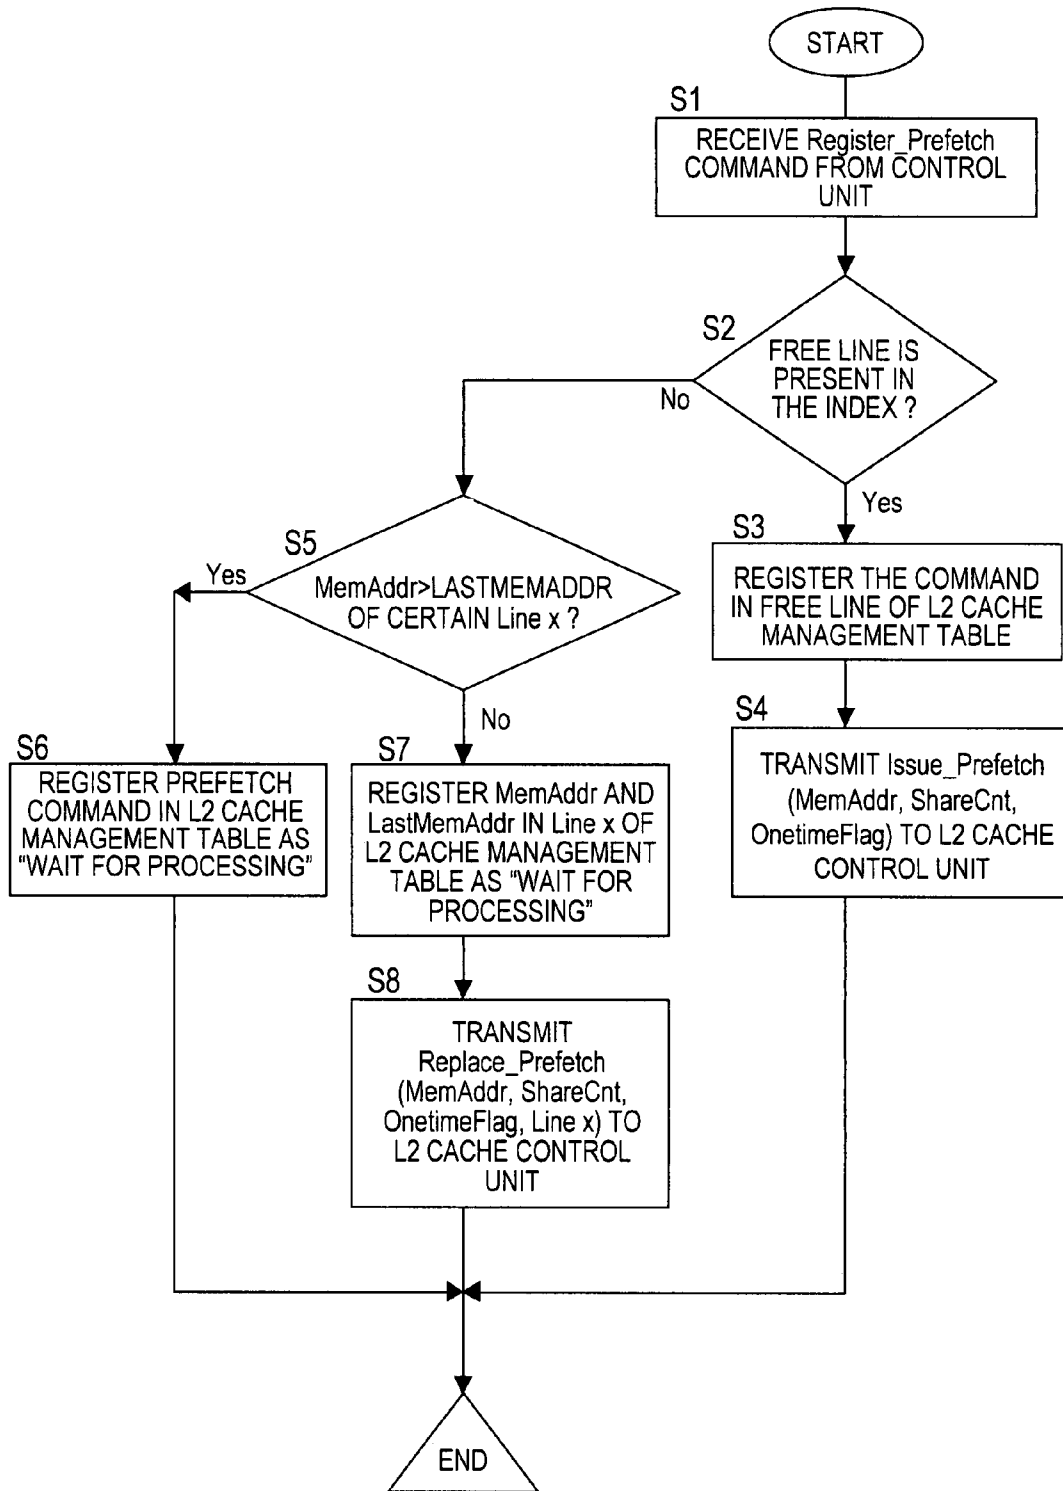 START
S1
RECEIVE Register_Prefetch
COMMAND FROM CONTROL
UNIT
S2
FREE LINE IS
PRESENT IN
THE INDEX ?
No
Yes
S5
MemAddr>LASTMEMADDR
OF CERTAIN Line x ?
Yes
No
S3
REGISTER THE COMMAND
IN FREE LINE OF L2 CACHE
MANAGEMENT TABLE
S4
TRANSMIT Issue_Prefetch
(MemAddr, ShareCnt,
OnetimeFlag) TO L2 CACHE
CONTROL UNIT
S6
REGISTER PREFETCH
COMMAND IN L2 CACHE
MANAGEMENT TABLE AS
“WAIT FOR PROCESSING”
S7
REGISTER MemAddr AND
LastMemAddr IN Line x OF
L2 CACHE MANAGEMENT
TABLE AS “WAIT FOR
PROCESSING”
S8
TRANSMIT
Replace_Prefetch
(MemAddr, ShareCnt,
OnetimeFlag, Line x) TO
L2 CACHE CONTROL
UNIT
END